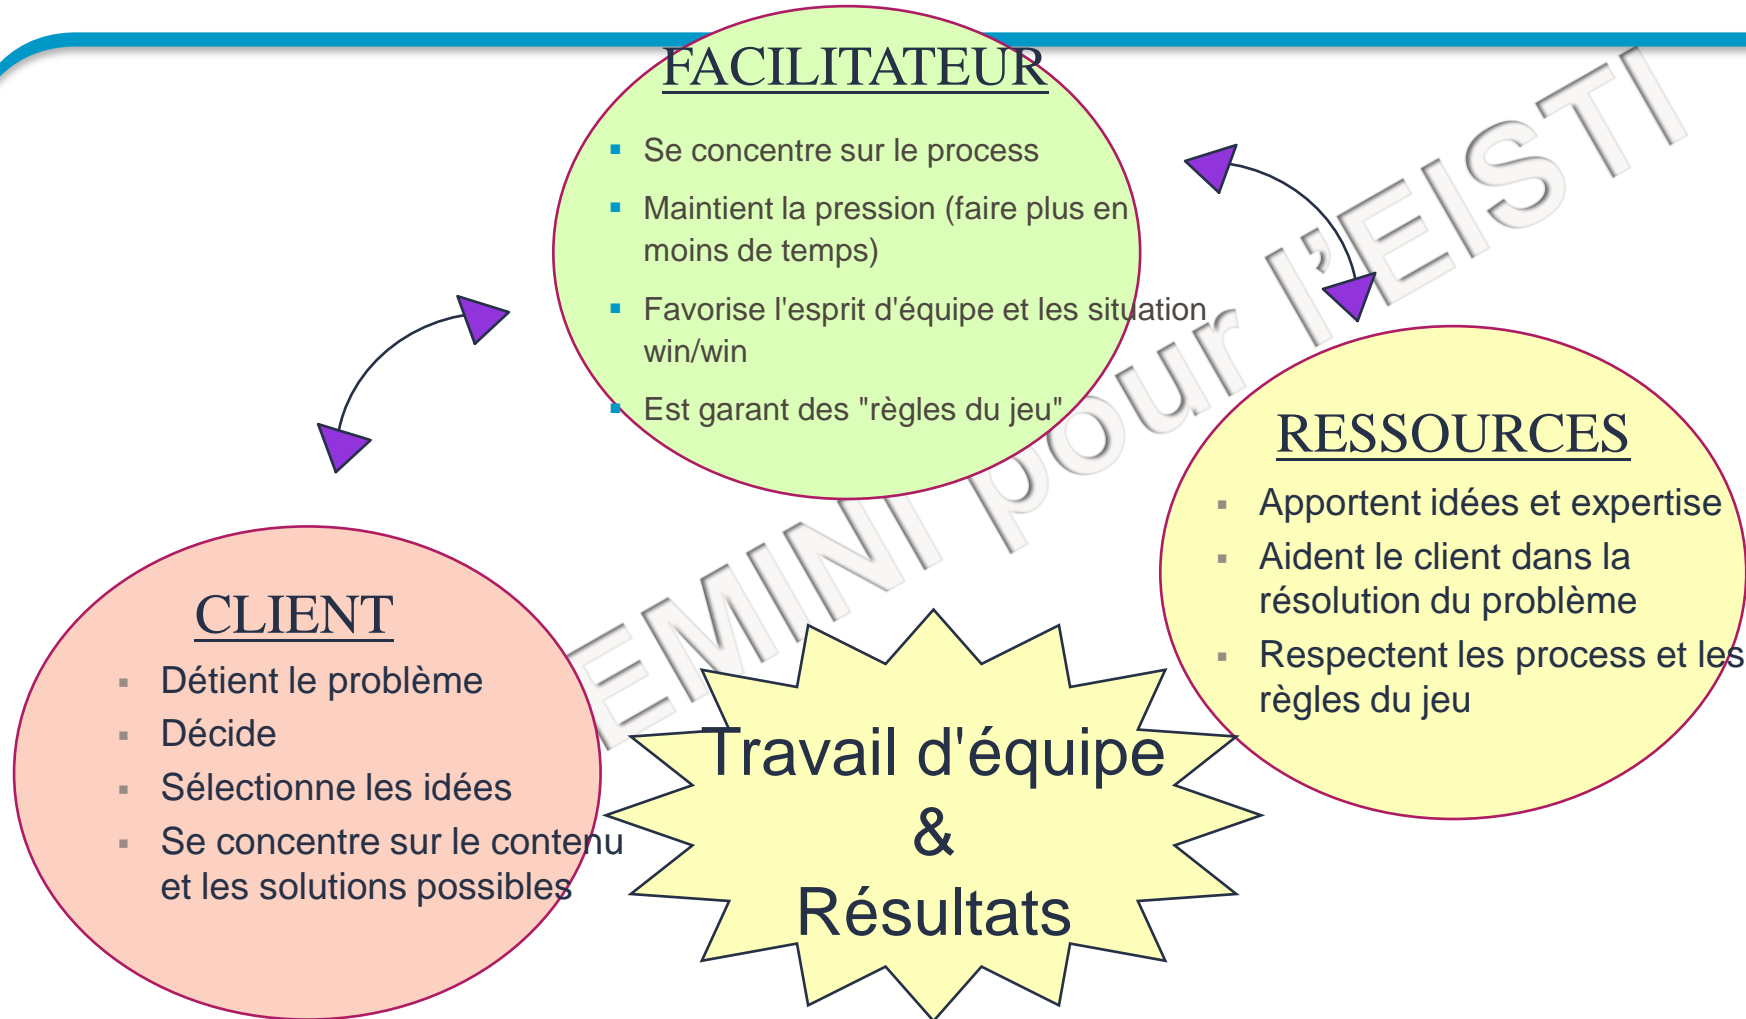 FACILITATEUR
Se concentre sur le process
Maintient la pression (faire plus en
moins de temps)
Favorise l'esprit d'équipe et les situation
win/win
Est garant des "règles du jeu"
RESSOURCES
Apportent idées et expertise
Aident le client dans la
résolution du problème
Respectent les process et les
règles du jeu
CLIENT
Détient le problème
Décide
Sélectionne les idées
Se concentre sur le contenu
et les solutions possibles
Travail d'équipe
&
Résultats
EMINI pour l'EISTI